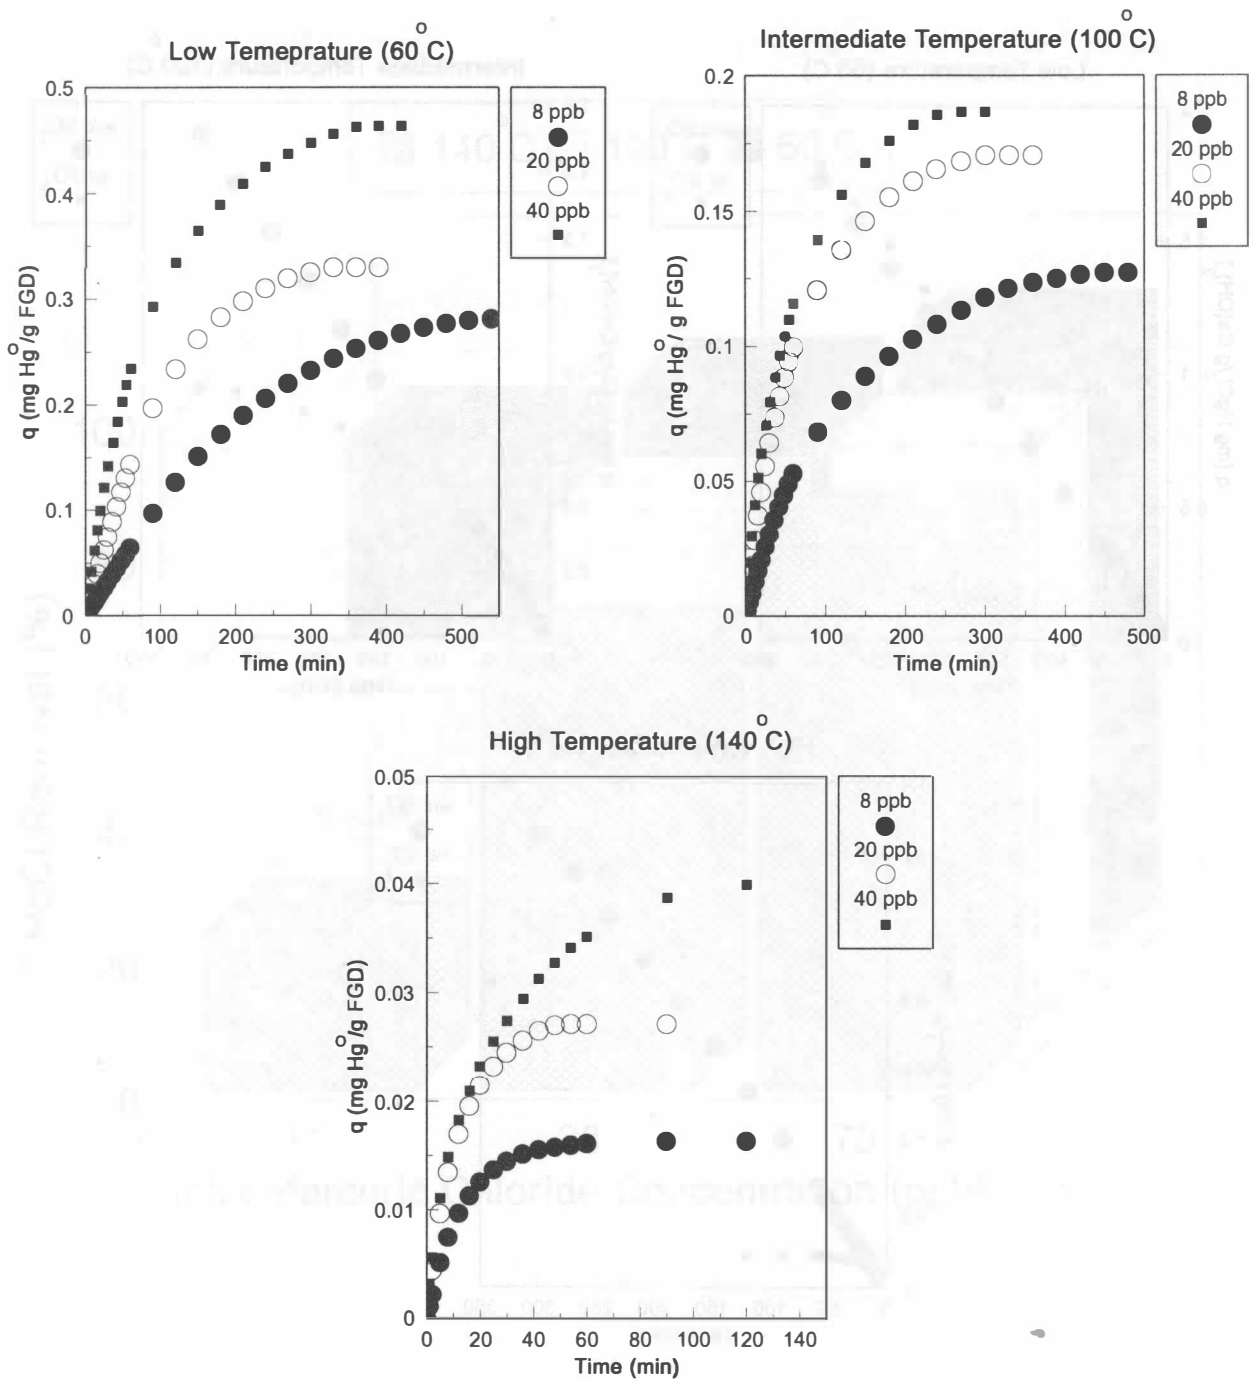 Low Temeprature (60°C)
0.5
0.4
0.3
0.2
0.1
0
q (mg Hg°/g FGD)
0 100 200 300 400 500
Time (min)
8 ppb
20 ppb
40 ppb
Intermediate Temperature (100°C)
0.2
0.15
0.1
0.05
0
q (mg Hg°/g FGD)
0 100 200 300 400 500
Time (min)
8 ppb
20 ppb
40 ppb
High Temperature (140°C)
0.05
0.04
0.03
0.02
0.01
0
q (mg Hg°/g FGD)
0 20 40 60 80 100 120 140
Time (min)
8 ppb
20 ppb
40 ppb